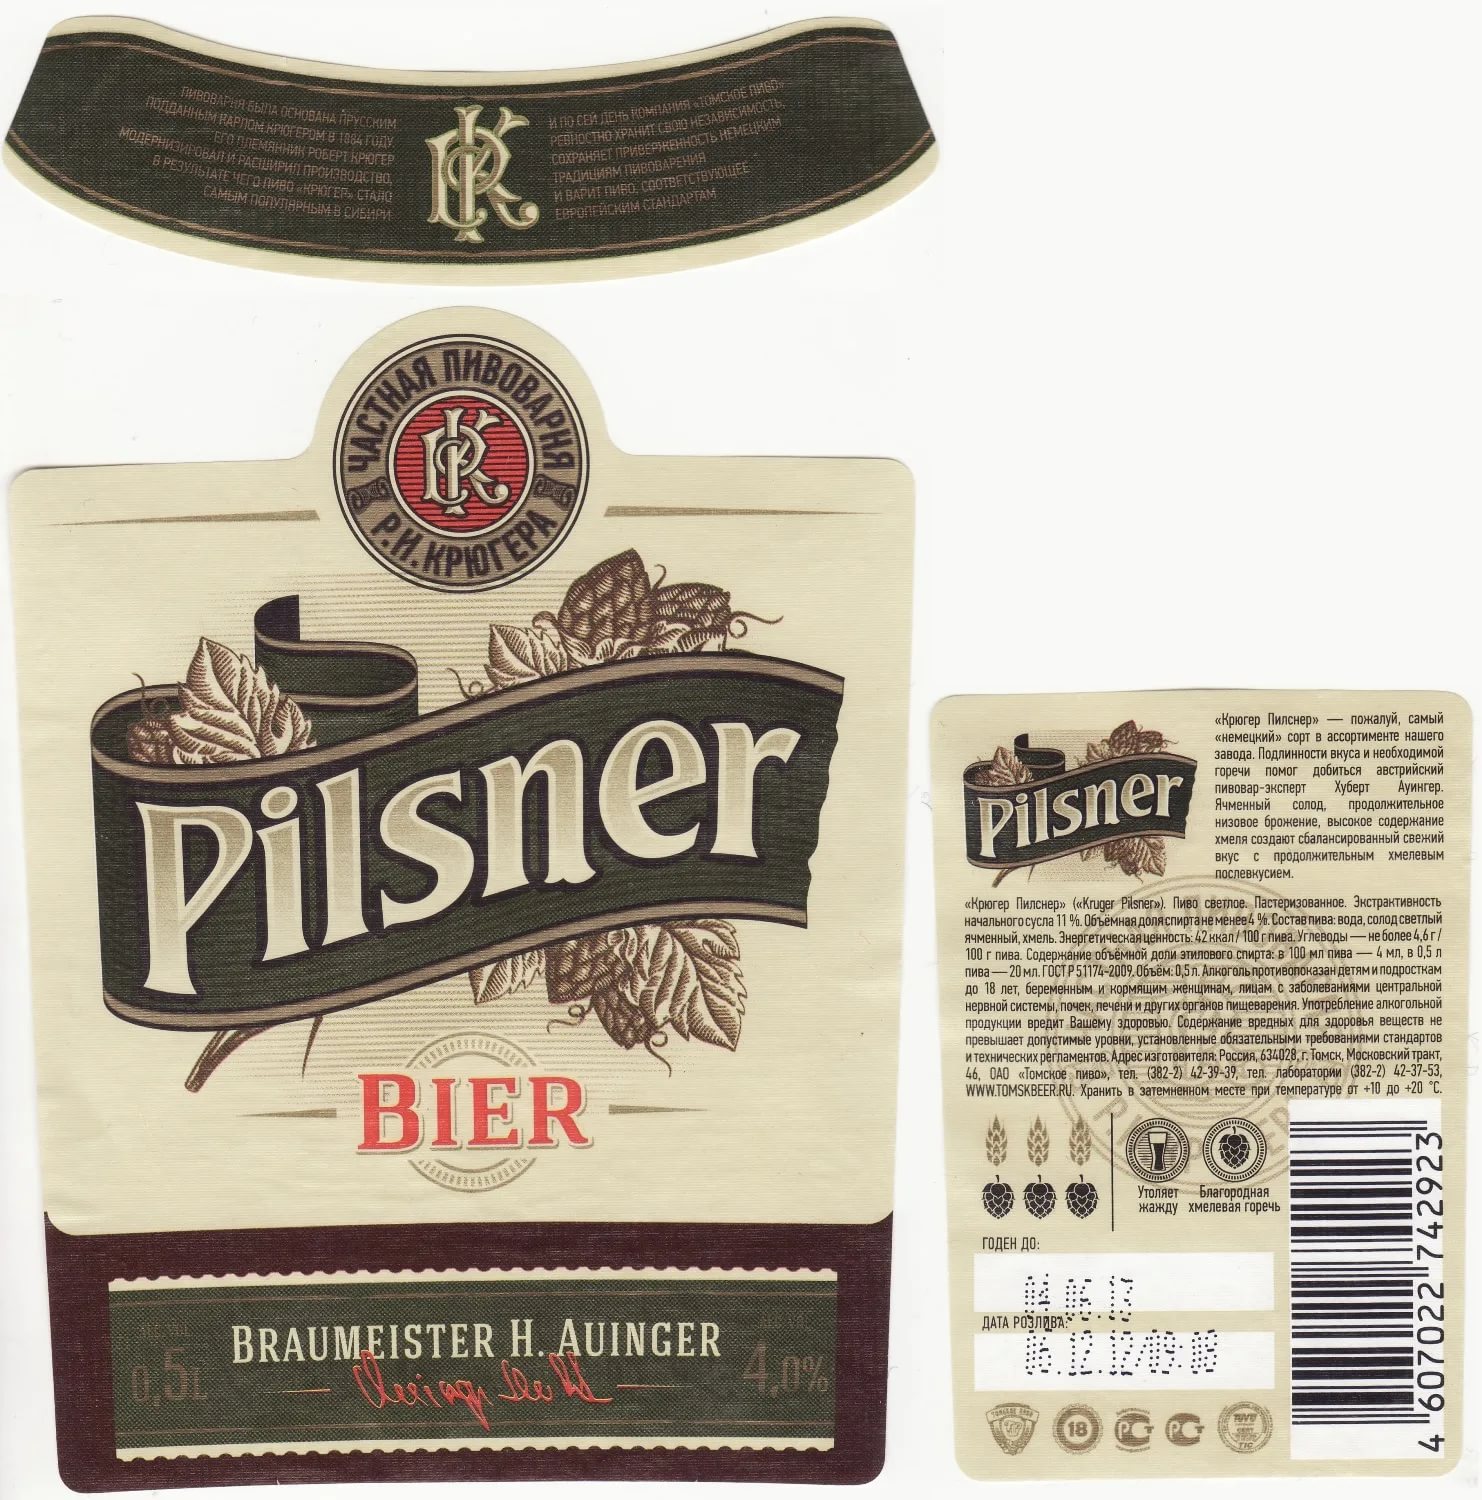 ПИВОВАРНЯ БЫЛА ОСНОВАНА ПРУССКИМ
ПОДДАННЫМ КАРЛОМ КРЮГЕРОМ В 1884 ГОДУ
ЕГО ПЛЕМЯННИК РОБЕРТ КРЮГЕР
МОДЕРНИЗИРОВАЛ И РАСШИРИЛ ПРОИЗВОДСТВО,
В РЕЗУЛЬТАТЕ ЧЕГО ПИВО «КРЮГЕР» СТАЛО
САМЫМ ПОПУЛЯРНЫМ В СИБИРИ
И ПО СЕЙ ДЕНЬ КОМПАНИЯ «ТОМСКОЕ ПИВО»
РЕВНОСТНО ХРАНИТ СВОЮ НЕЗАВИСИМОСТЬ,
СОХРАНЯЕТ ПРИВЕРЖЕННОСТЬ НЕМЕЦКИМ
ТРАДИЦИЯМ ПИВОВАРЕНИЯ
И ВАРИТ ПИВО, СООТВЕТСТВУЮЩЕЕ
ЕВРОПЕЙСКИМ СТАНДАРТАМ
ЧАСТНАЯ ПИВОВАРНЯ
Р.И.КРЮГЕРА
Pilsner
BIER
BRAUMEISTER H. AUINGER
0,5L
4,0%
Pilsner
«Крюгер Пилснер» — пожалуй, самый
«немецкий» сорт в ассортименте нашего
завода. Подлинности вкуса и необходимой
горечи помог добиться австрийский
пивовар-эксперт Хуберт Ауингер.
Ячменный солод, продолжительное
низовое брожение, высокое содержание
хмеля создают сбалансированный свежий
вкус с продолжительным хмелевым
послевкусием.
«Крюгер Пилснер» («Kruger Pilsner»). Пиво светлое. Пастеризованное. Экстрактивность
начального сусла 11 %. Объёмная доля спирта не менее 4 %. Состав пива: вода, солод светлый
ячменный, хмель. Энергетическая ценность: 42 ккал / 100 г пива. Углеводы — не более 4,6 г /
100 г пива. Содержание объёмной доли этилового спирта: в 100 мл пива — 4 мл, в 0,5 л
пива — 20 мл. ГОСТ Р 51174-2009. Объём: 0,5 л. Алкоголь противопоказан детям и подросткам
до 18 лет, беременным и кормящим женщинам, лицам с заболеваниями центральной
нервной системы, почек, печени и других органов пищеварения. Употребление алкогольной
продукции вредит Вашему здоровью. Содержание вредных для здоровья веществ не
превышает допустимые уровни, установленные обязательными требованиями стандартов
и технических регламентов. Адрес изготовителя: Россия, 634028, г. Томск, Московский тракт,
46, ОАО «Томское пиво», тел. (382-2) 42-39-39, тел. лаборатории (382-2) 42-37-53,
WWW.TOMSKBEER.RU. Хранить в затемненном месте при температуре от +10 до +20 °C.
Утоляет
жажду
Благородная
хмелевая горечь
ГОДЕН ДО:
04.06.13
ДАТА РОЗЛИВА:
06.12.12/09:08
18
4 607022 742923